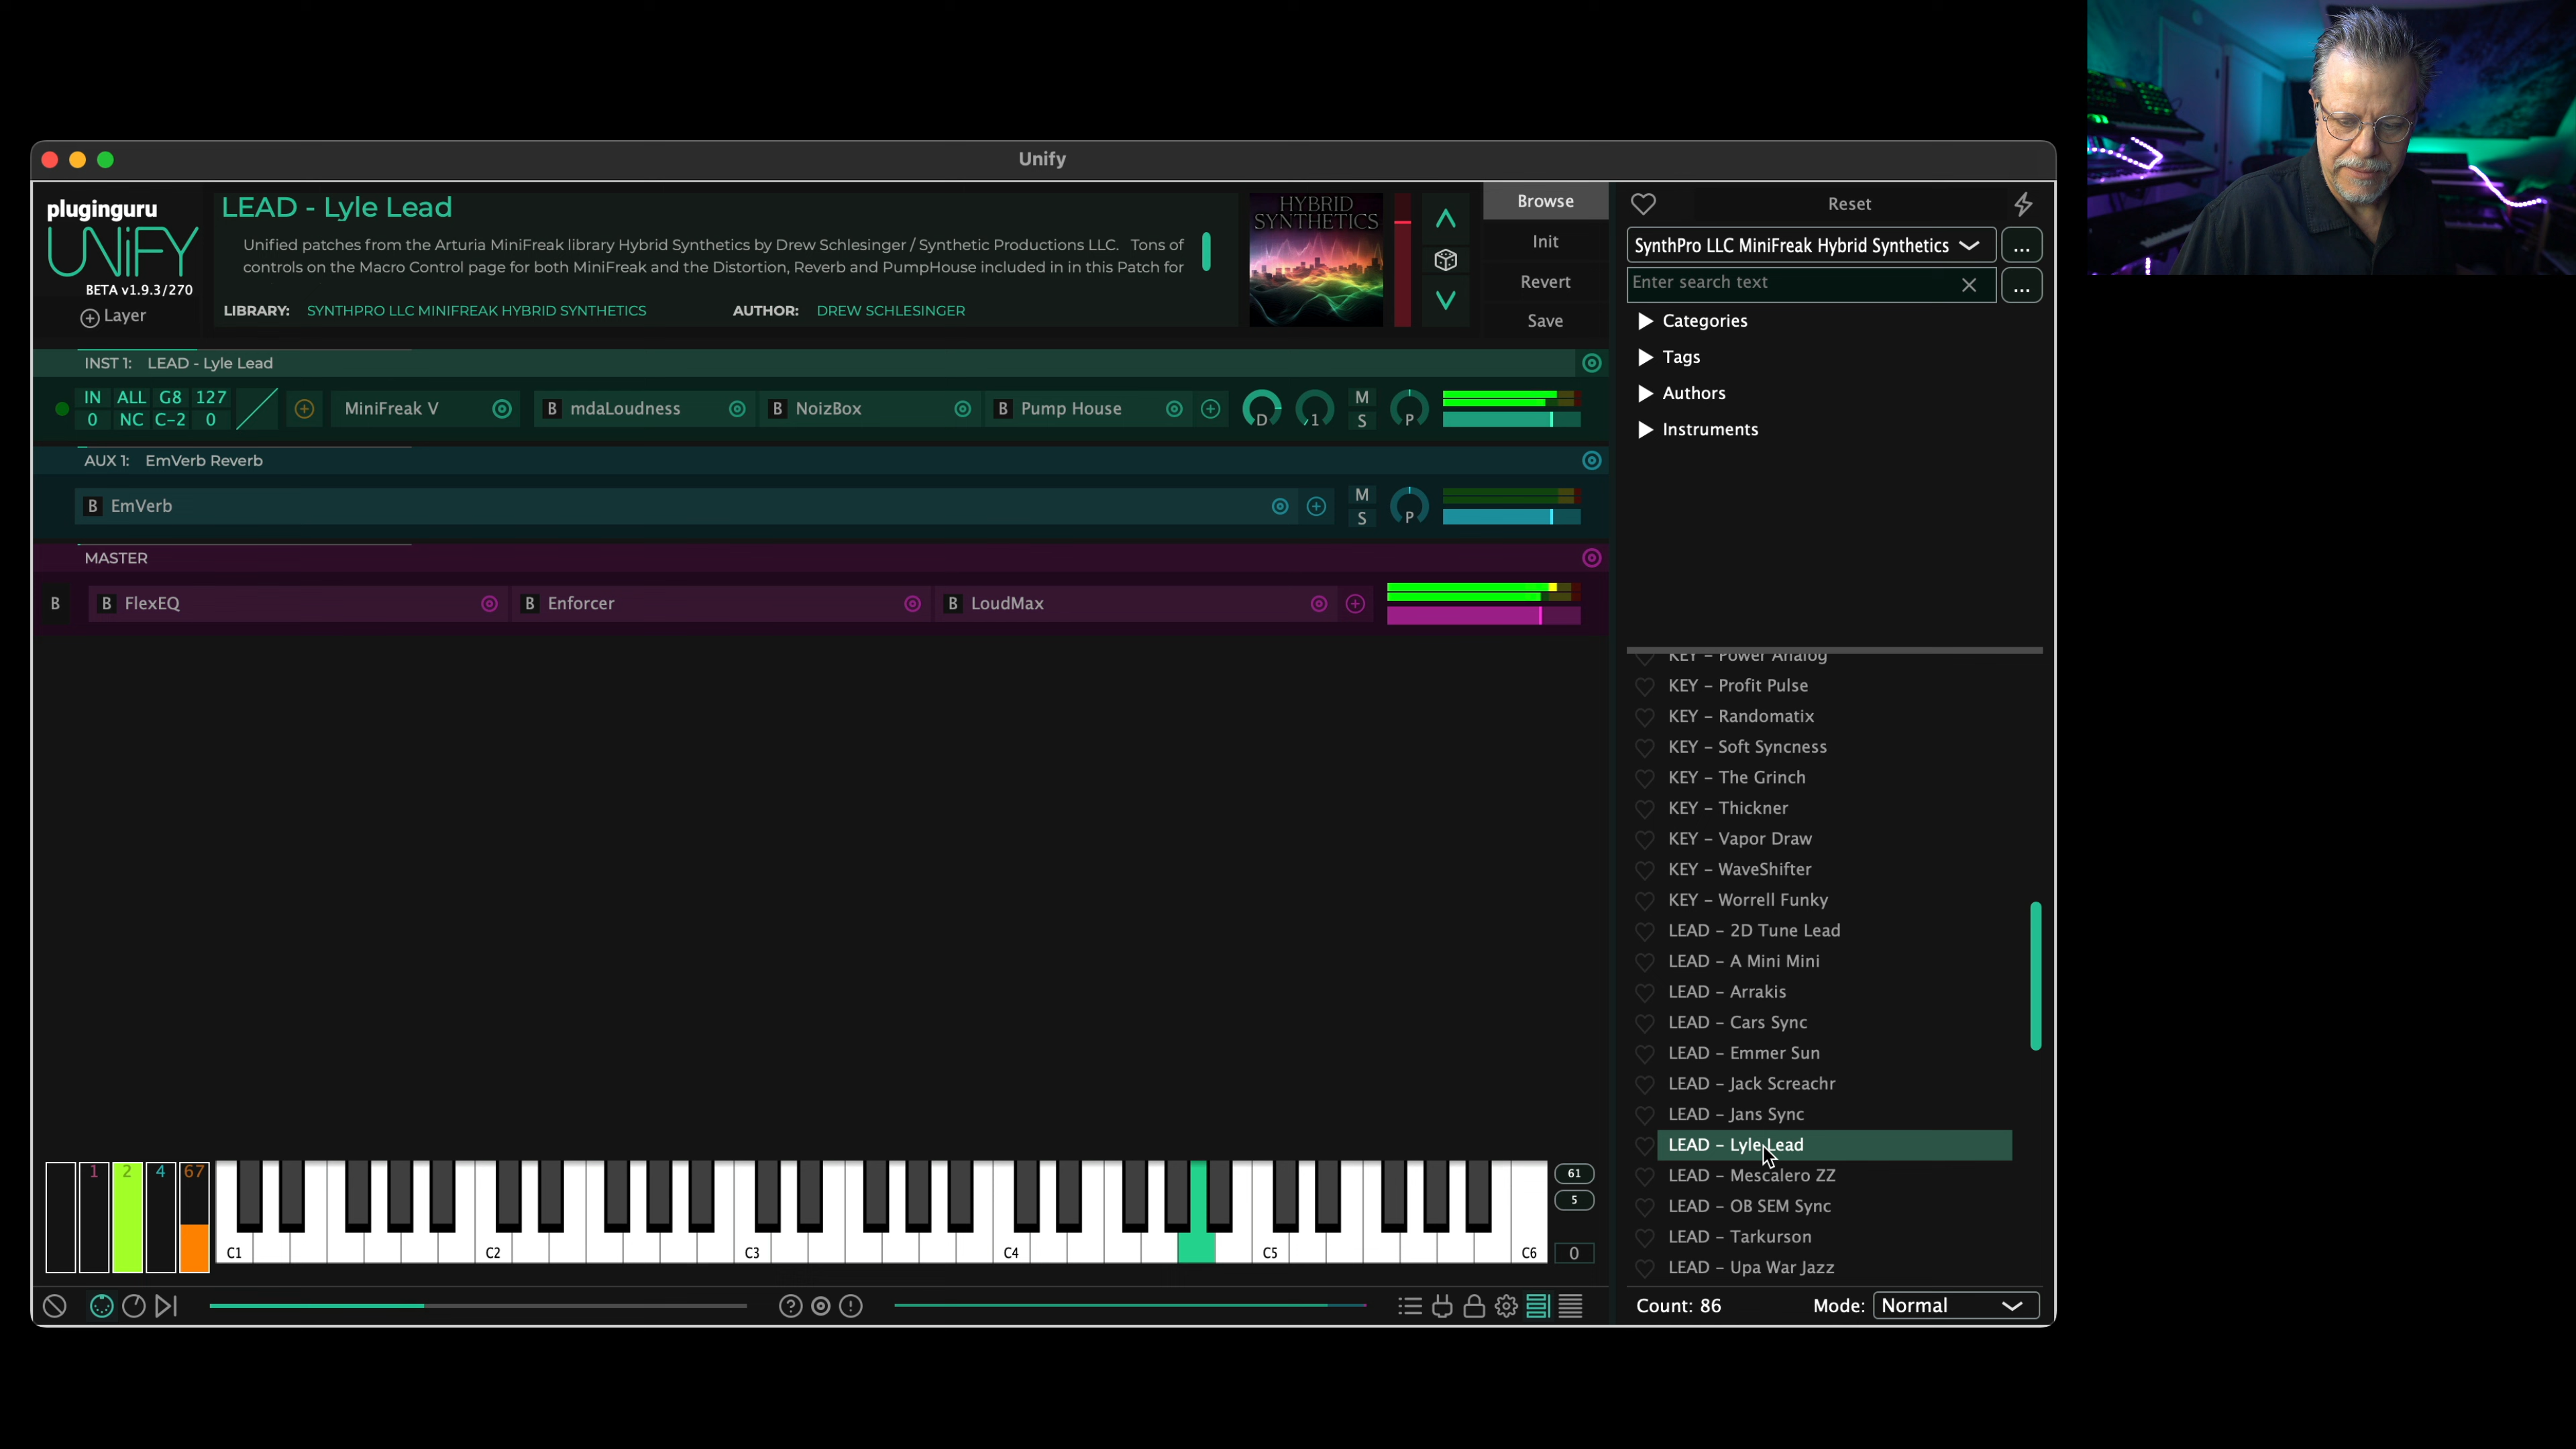 Unify
pluginguru
UNIFY
BETA v1.9.3/270
Layer
LEAD - Lyle Lead
Unified patches from the Arturia MiniFreak library Hybrid Synthetics by Drew Schlesinger / Synthetic Productions LLC. Tons of
controls on the Macro Control page for both MiniFreak and the Distortion, Reverb and PumpHouse included in in this Patch for
LIBRARY: SYNTHPRO LLC MINIFREAK HYBRID SYNTHETICS AUTHOR: DREW SCHLESINGER
HYBRID
SYNTHETICS
Browse
Init
Revert
Save
INST 1: LEAD - Lyle Lead
IN ALL G8 127
0 NC C-2 0
MiniFreak V
B mdaLoudness
B NoizBox
B Pump House
D
1
M
S
P
AUX 1: EmVerb Reverb
B EmVerb
M
S
P
MASTER
B
B FlexEQ
B Enforcer
B LoudMax
1 2 4 67
C1 C2 C3 C4 C5 C6
61
5
0
Reset
SynthPro LLC MiniFreak Hybrid Synthetics
...
Enter search text
...
Categories
Tags
Authors
Instruments
KEY – Power Analog
KEY – Profit Pulse
KEY – Randomatix
KEY – Soft Syncness
KEY – The Grinch
KEY – Thickner
KEY – Vapor Draw
KEY – WaveShifter
KEY – Worrell Funky
LEAD – 2D Tune Lead
LEAD – A Mini Mini
LEAD – Arrakis
LEAD – Cars Sync
LEAD – Emmer Sun
LEAD – Jack Screachr
LEAD – Jans Sync
LEAD – Lyle Lead
LEAD – Mescalero ZZ
LEAD – OB SEM Sync
LEAD – Tarkurson
LEAD – Upa War Jazz
Count: 86
Mode: Normal